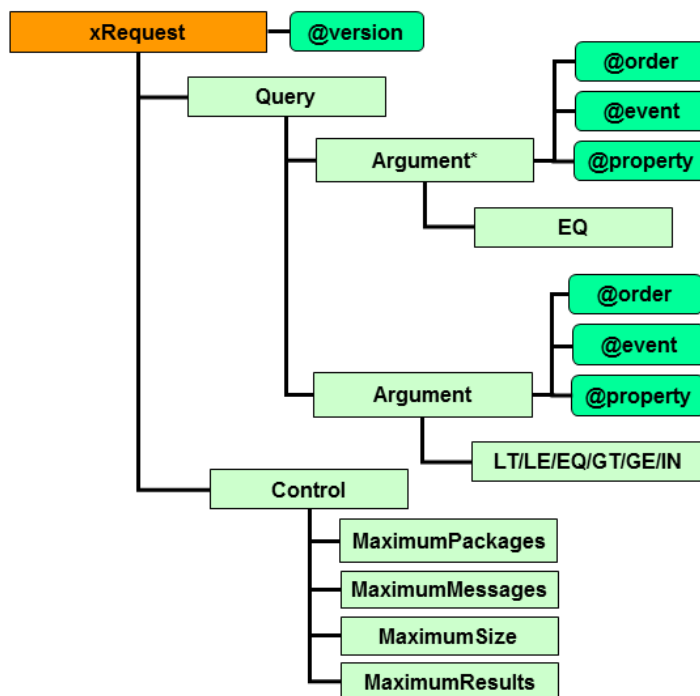 xRequest
@version
Query
@order
@event
Argument*
@property
EQ
@order
@event
Argument
@property
LT/LE/EQ/GT/GE/IN
Control
MaximumPackages
MaximumMessages
MaximumSize
MaximumResults